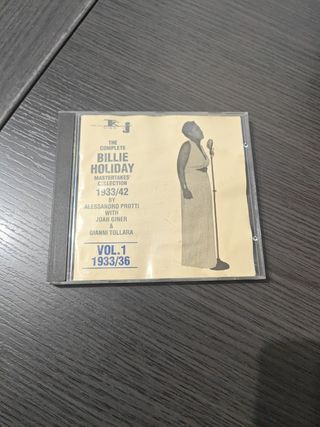 THE
COMPLETE
BILLIE
HOLIDAY
MASTERTAKES
COLLECTION
1933/42
BY
ALESSANDRO PROTTI
WITH
JOAN GINER
&
GIANNI TOLLARA
VOL.1
1933/36